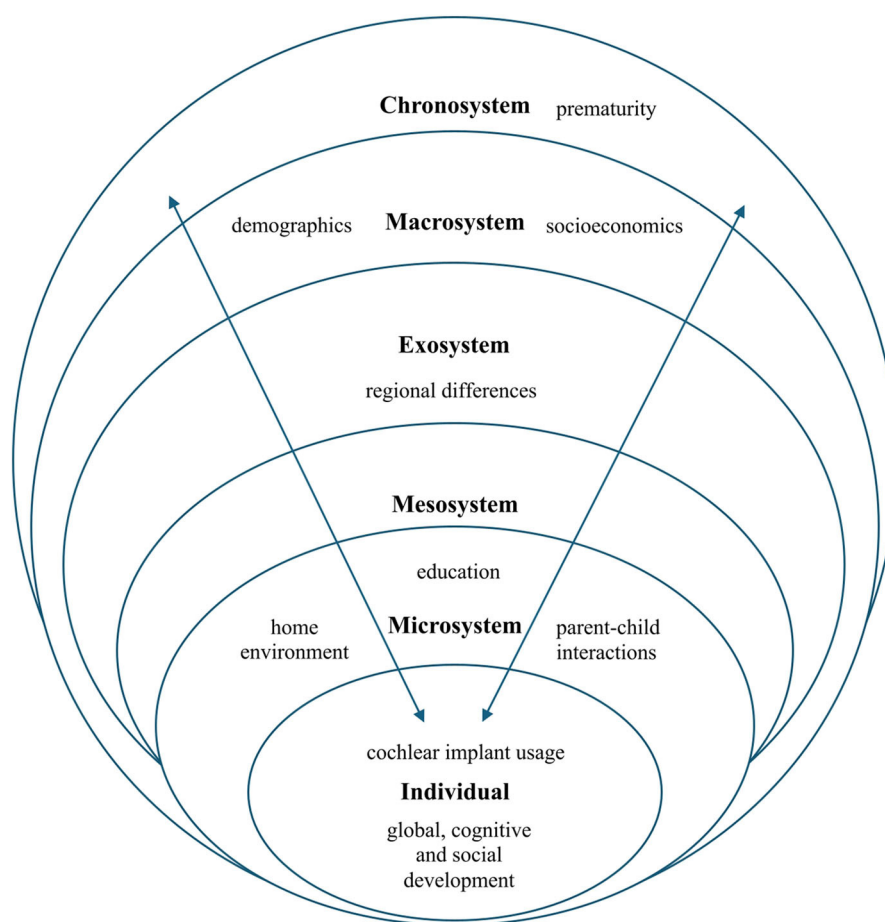 Chronosystem prematurity
demographics Macrosystem socioeconomics
Exosystem
regional differences
Mesosystem
education
home
environment
Microsystem
parent-child
interactions
cochlear implant usage
Individual
global, cognitive
and social
development